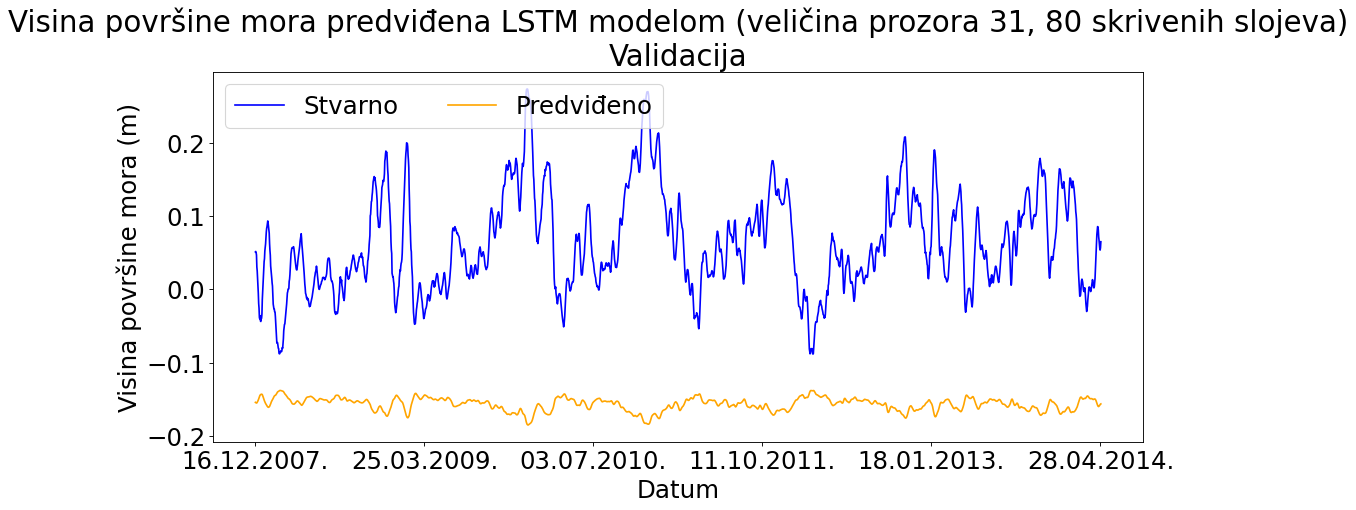 Visina površine mora predviđena LSTM modelom (veličina prozora 31, 80 skrivenih slojeva)
Validacija
Stvarno Predviđeno
Visina površine mora (m)
0.2
0.1
0.0
−0.1
−0.2
16.12.2007. 25.03.2009. 03.07.2010. 11.10.2011. 18.01.2013. 28.04.2014.
Datum